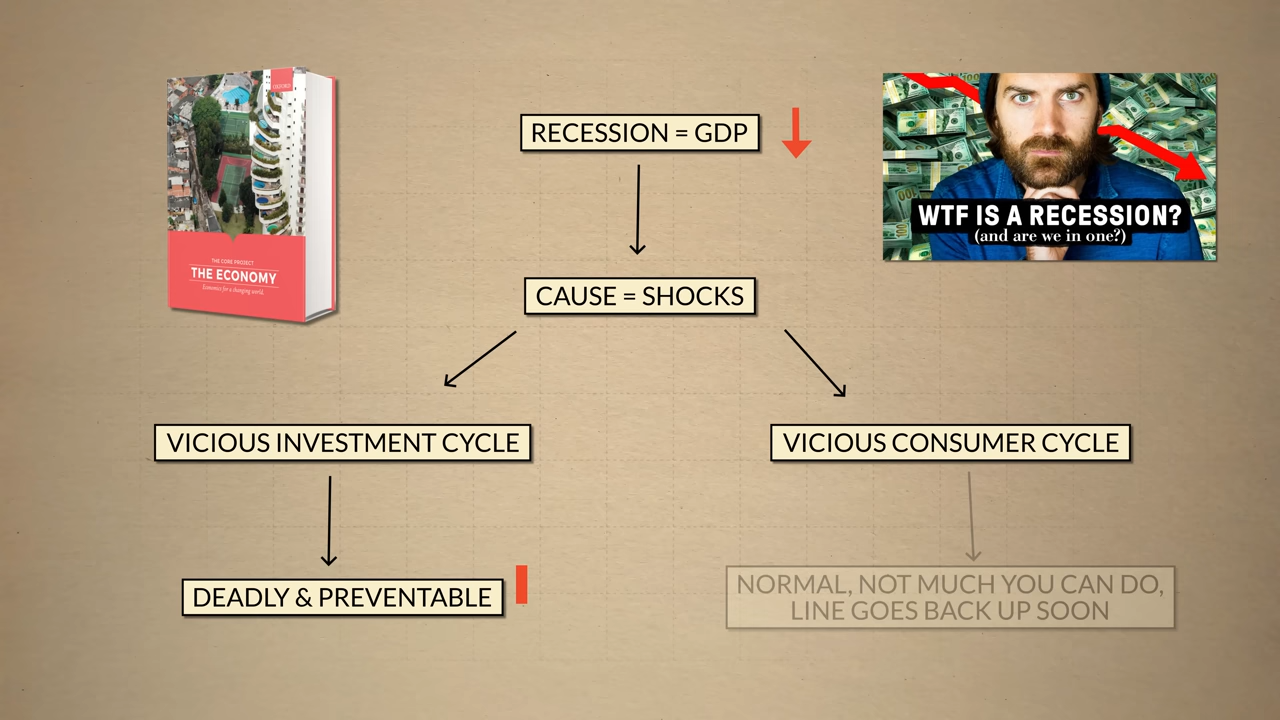 OXFORD
THE CORE PROJECT
THE ECONOMY
Economics for a changing world.
RECESSION = GDP
WTF IS A RECESSION?
(and are we in one?)
CAUSE = SHOCKS
VICIOUS INVESTMENT CYCLE
VICIOUS CONSUMER CYCLE
DEADLY & PREVENTABLE
NORMAL, NOT MUCH YOU CAN DO,
LINE GOES BACK UP SOON